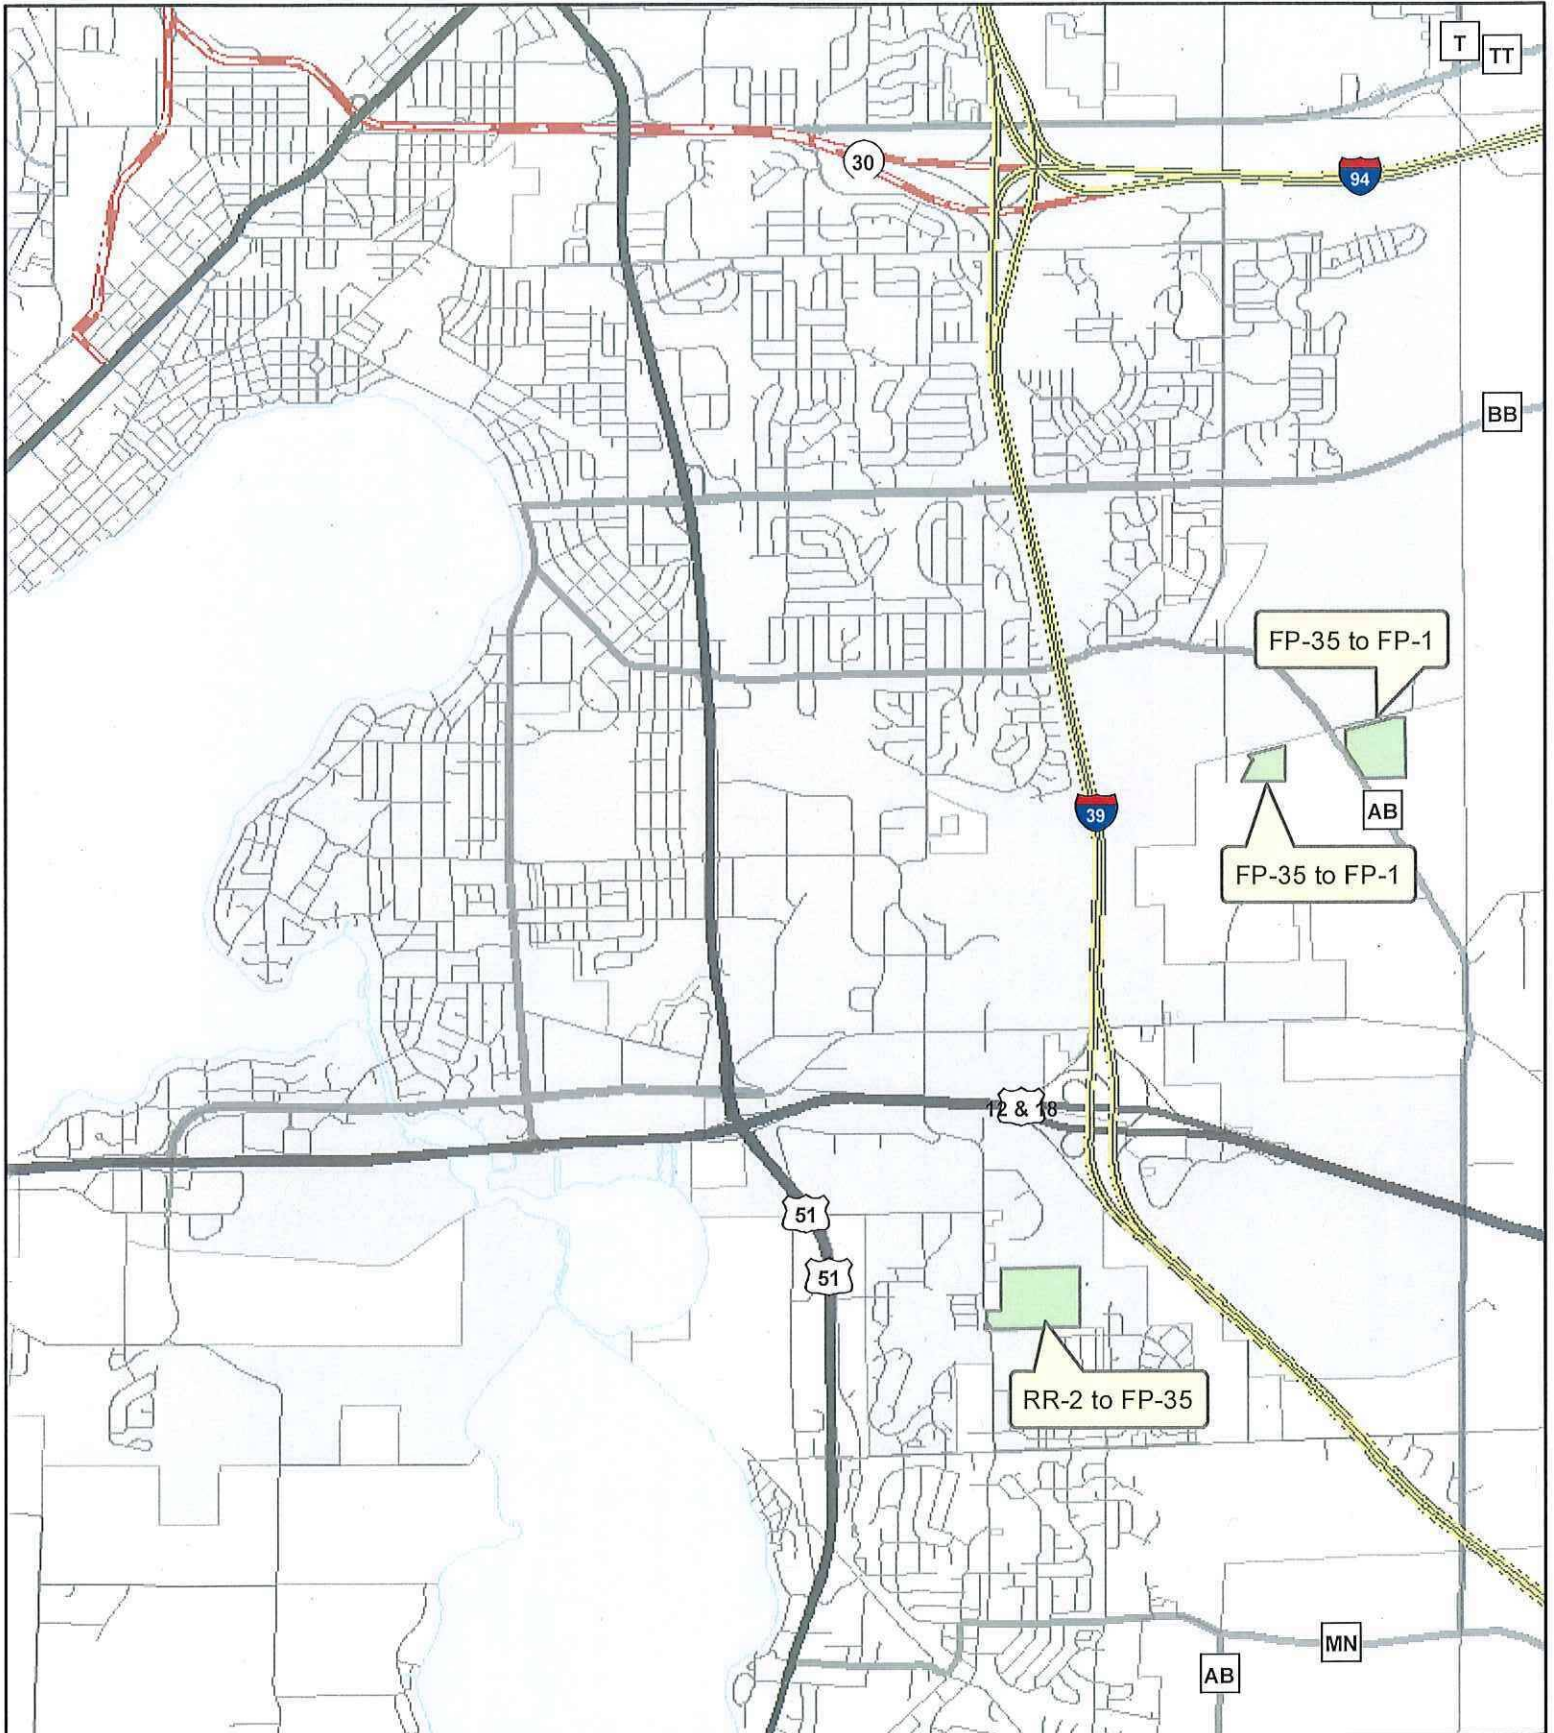 T
TT
30
94
BB
FP-35 to FP-1
39
AB
FP-35 to FP-1
12 & 18
51
51
RR-2 to FP-35
MN
AB